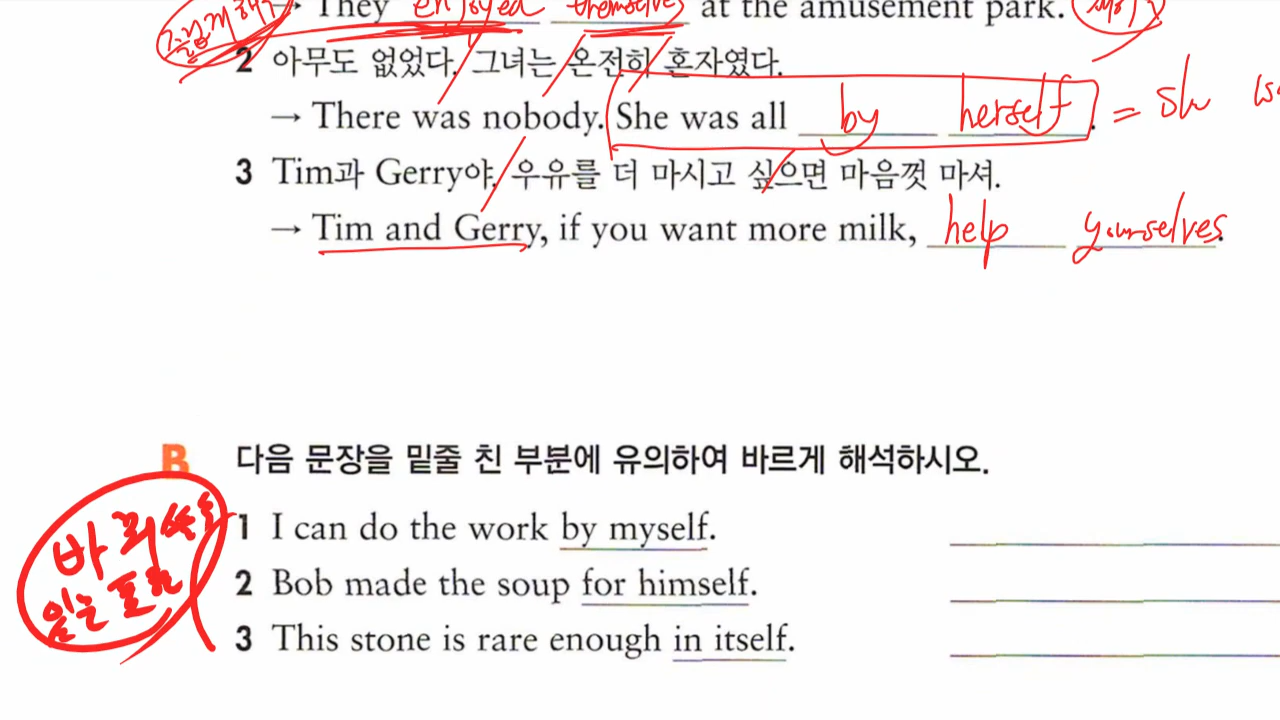 They enjoyed themselves at the amusement park.
2 아무도 없었다. 그녀는 온전히 혼자였다.
→ There was nobody. She was all by herself. = Sh
3 Tim과 Gerry야, 우유를 더 마시고 싶으면 마음껏 마셔.
→ Tim and Gerry, if you want more milk, help yourselves.
B 다음 문장을 밑줄 친 부분에 유의하여 바르게 해석하시오.
1 I can do the work by myself.
2 Bob made the soup for himself.
3 This stone is rare enough in itself.